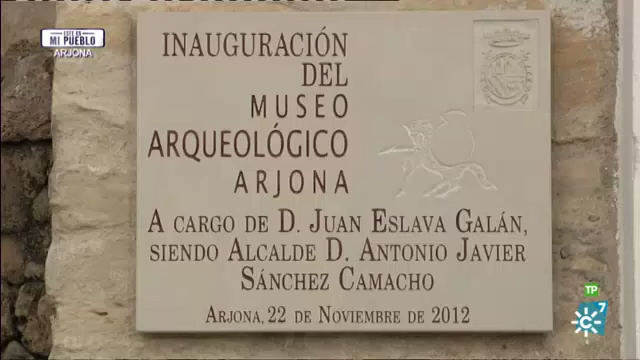 ESTE ES
MI PUEBLO
ARJONA
INAUGURACIÓN
DEL
MUSEO
ARQUEOLÓGICO
ARJONA
A CARGO DE D. JUAN ESLAVA GALÁN,
SIENDO ALCALDE D. ANTONIO JAVIER
SÁNCHEZ CAMACHO
ARJONA, 22 DE NOVIEMBRE DE 2012
TP
7